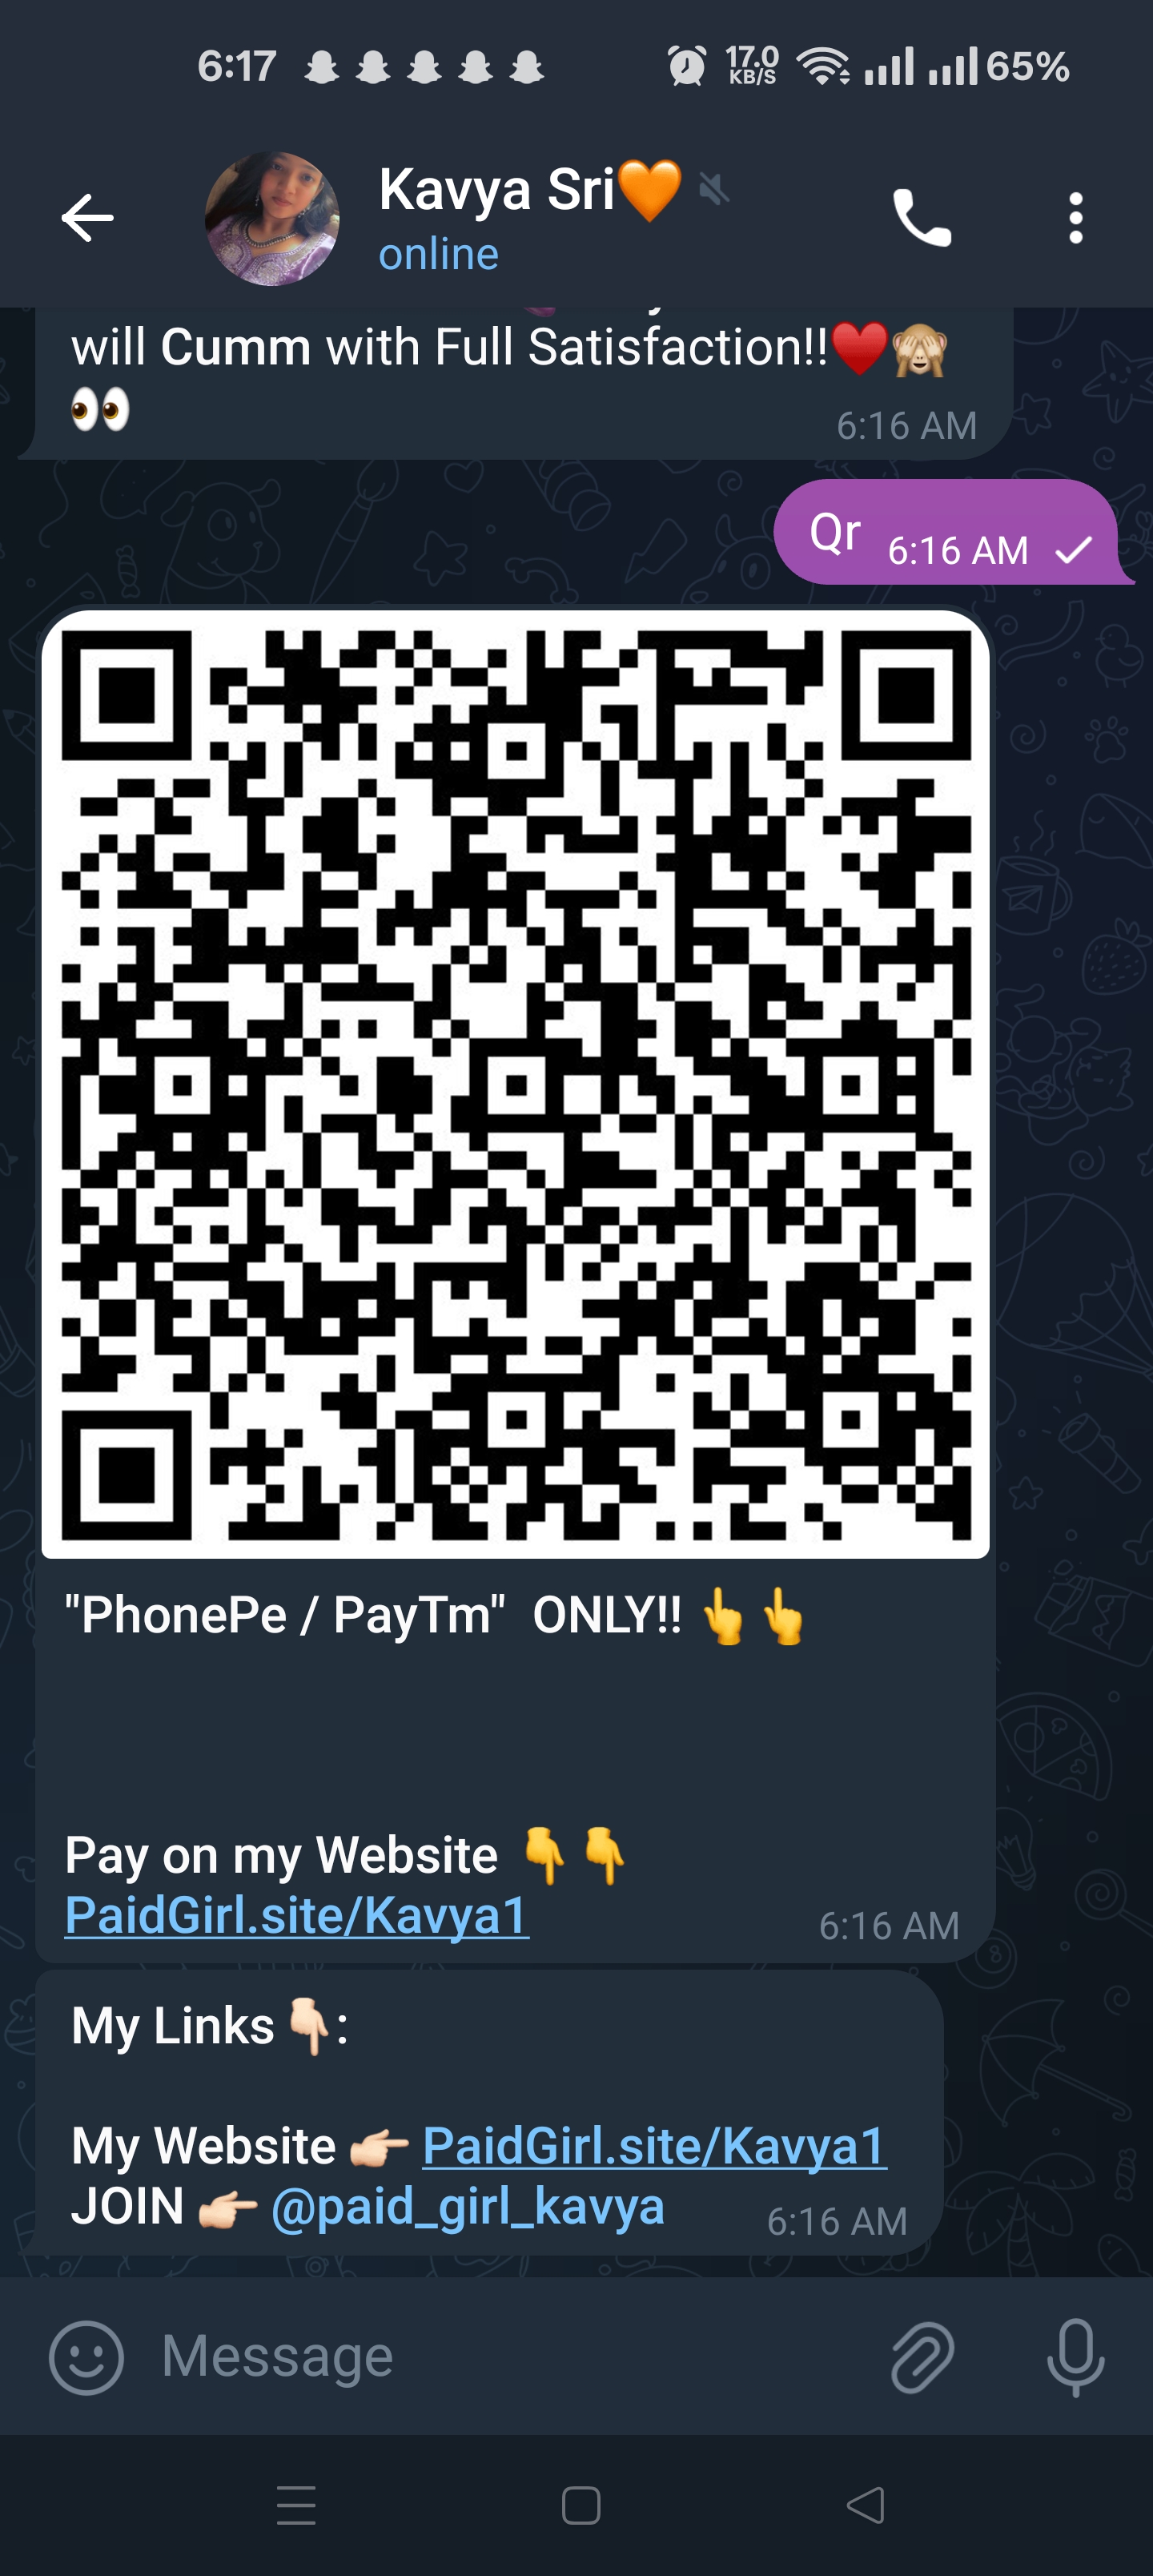 6:17 17.0 KB/S 65%
Kavya Sri🧡
online
will Cumm with Full Satisfaction!!❤️🙈
👀 6:16 AM
Qr 6:16 AM
"PhonePe / PayTm"  ONLY!! 👆👆
Pay on my Website 👇👇
PaidGirl.site/Kavya1
6:16 AM
My Links👇🏻:
My Website 👉🏻 PaidGirl.site/Kavya1
JOIN 👉🏻 @paid_girl_kavya
6:16 AM
Message